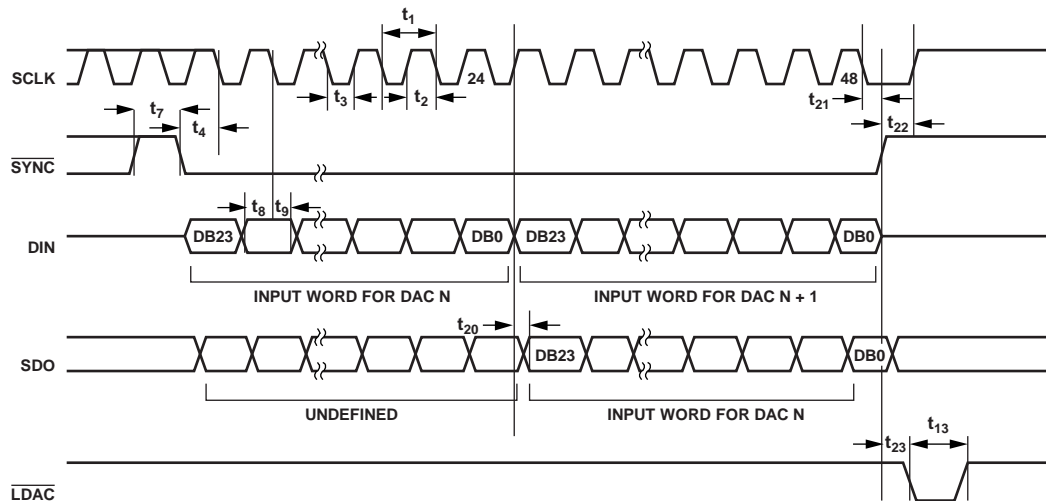 t1
SCLK
24
48
t3
t2
t21
t7
t4
t22
SYNC
t8
t9
DIN
DB23
DB0
DB23
DB0
INPUT WORD FOR DAC N
INPUT WORD FOR DAC N + 1
t20
SDO
DB23
DB0
UNDEFINED
INPUT WORD FOR DAC N
t13
t23
LDAC